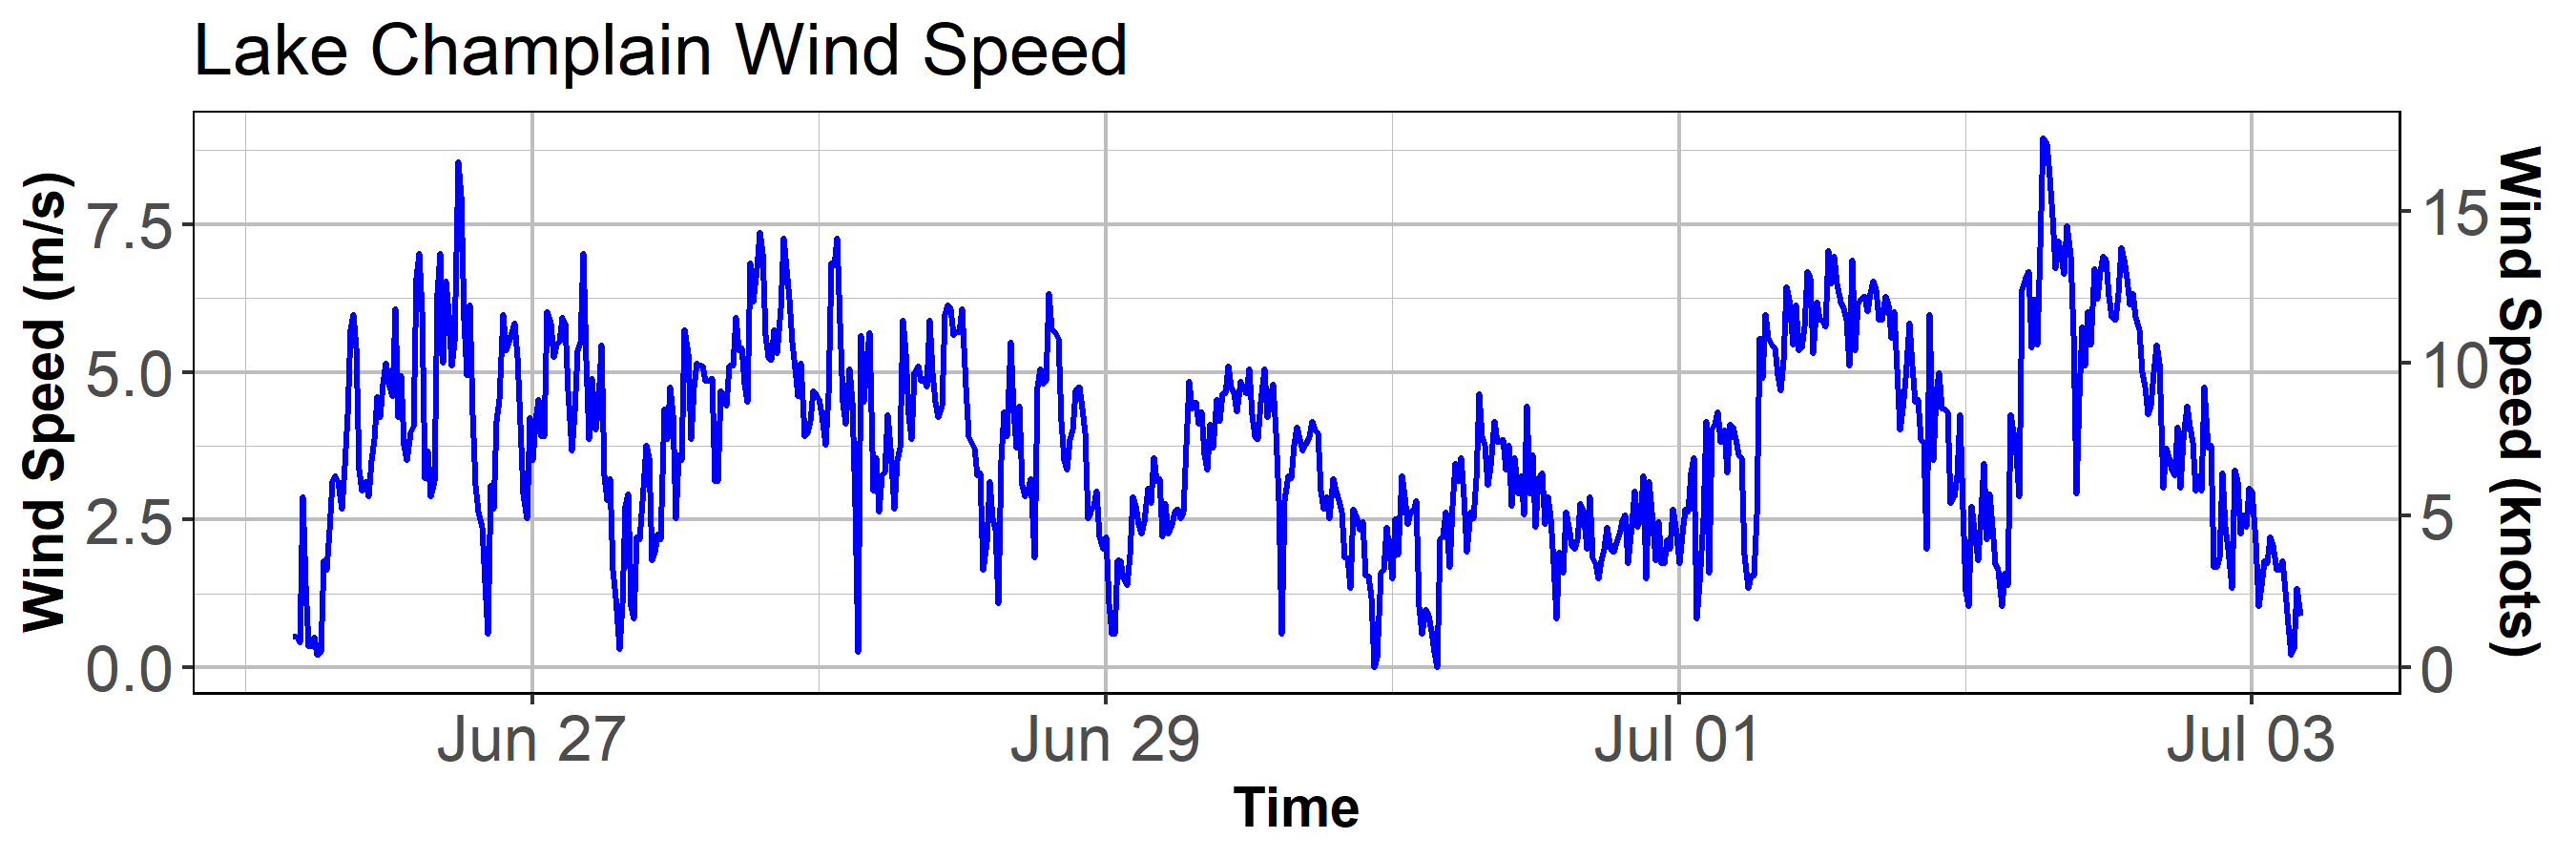 Lake Champlain Wind Speed
Wind Speed (m/s)
7.5
5.0
2.5
0.0
15
10
5
0
Wind Speed (knots)
Jun 27
Jun 29
Jul 01
Jul 03
Time